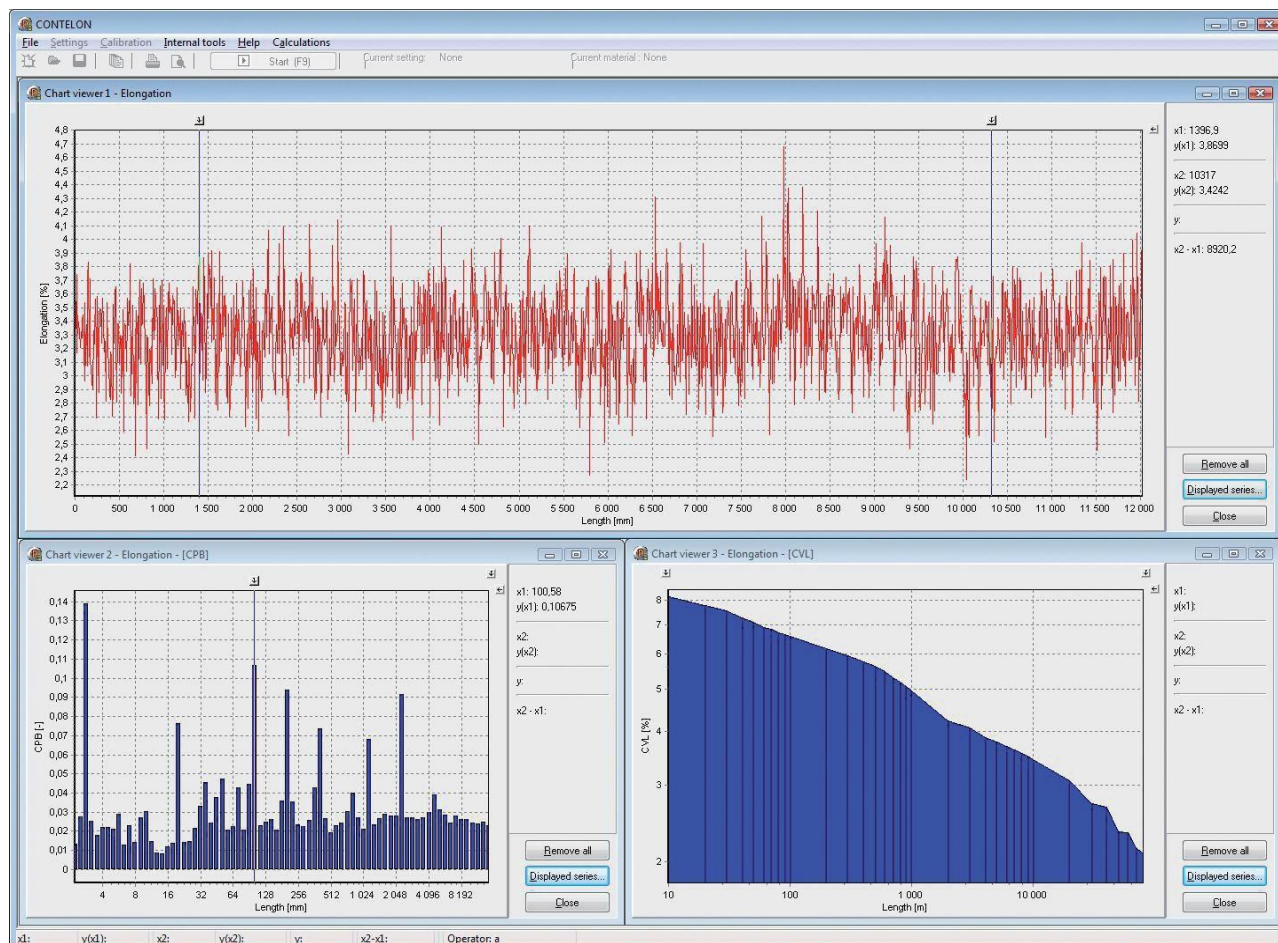 CONTELON
File Settings Calibration Internal tools Help Calculations
Start (F9) Current setting: None Current material : None
Chart viewer 1 - Elongation
4,8
4,7
4,6
4,5
4,4
4,3
4,2
4,1
4
3,9
3,8
3,7
3,6
3,5
3,4
3,3
3,2
3,1
3
2,9
2,8
2,7
2,6
2,5
2,4
2,3
2,2
Elongation [%]
0 500 1 000 1 500 2 000 2 500 3 000 3 500 4 000 4 500 5 000 5 500 6 000 6 500 7 000 7 500 8 000 8 500 9 000 9 500 10 000 10 500 11 000 11 500 12 000
Length [mm]
x1: 1396,9
y(x1): 3,8699
x2: 10317
y(x2): 3,4242
y:
x2 - x1: 8920,2
Remove all
Displayed series...
Close
Chart viewer 2 - Elongation - [CPB]
0,14
0,13
0,12
0,11
0,1
0,09
0,08
0,07
0,06
0,05
0,04
0,03
0,02
0,01
0
CPB [-]
4 8 16 32 64 128 256 512 1 024 2 048 4 096 8 192
Length [mm]
x1: 100,58
y(x1): 0,10675
x2:
y(x2):
y:
x2 - x1:
Remove all
Displayed series...
Close
Chart viewer 3 - Elongation - [CVL]
8
7
6
5
4
3
2
CVL [%]
10 100 1 000 10 000
Length [m]
x1:
y(x1):
x2:
y(x2):
y:
x2 - x1:
Remove all
Displayed series...
Close
x1: y(x1): x2: y(x2): y: x2-x1: Operator: a